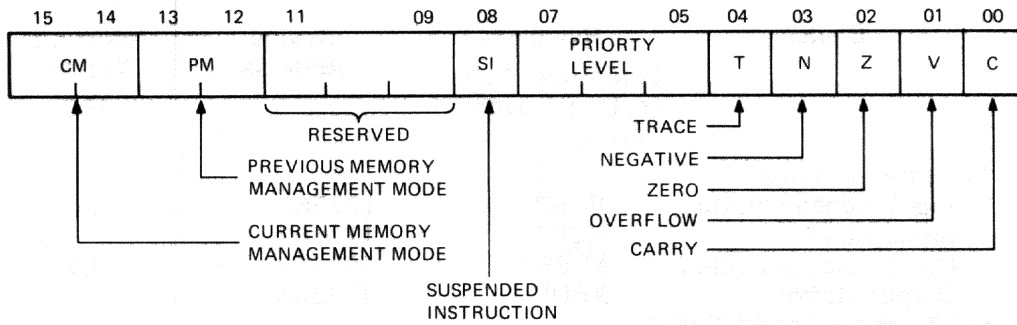 15 14 13 12 11 09 08 07 05 04 03 02 01 00
CM PM SI PRIORTY LEVEL T N Z V C
RESERVED
PREVIOUS MEMORY
MANAGEMENT MODE
CURRENT MEMORY
MANAGEMENT MODE
SUSPENDED
INSTRUCTION
TRACE
NEGATIVE
ZERO
OVERFLOW
CARRY